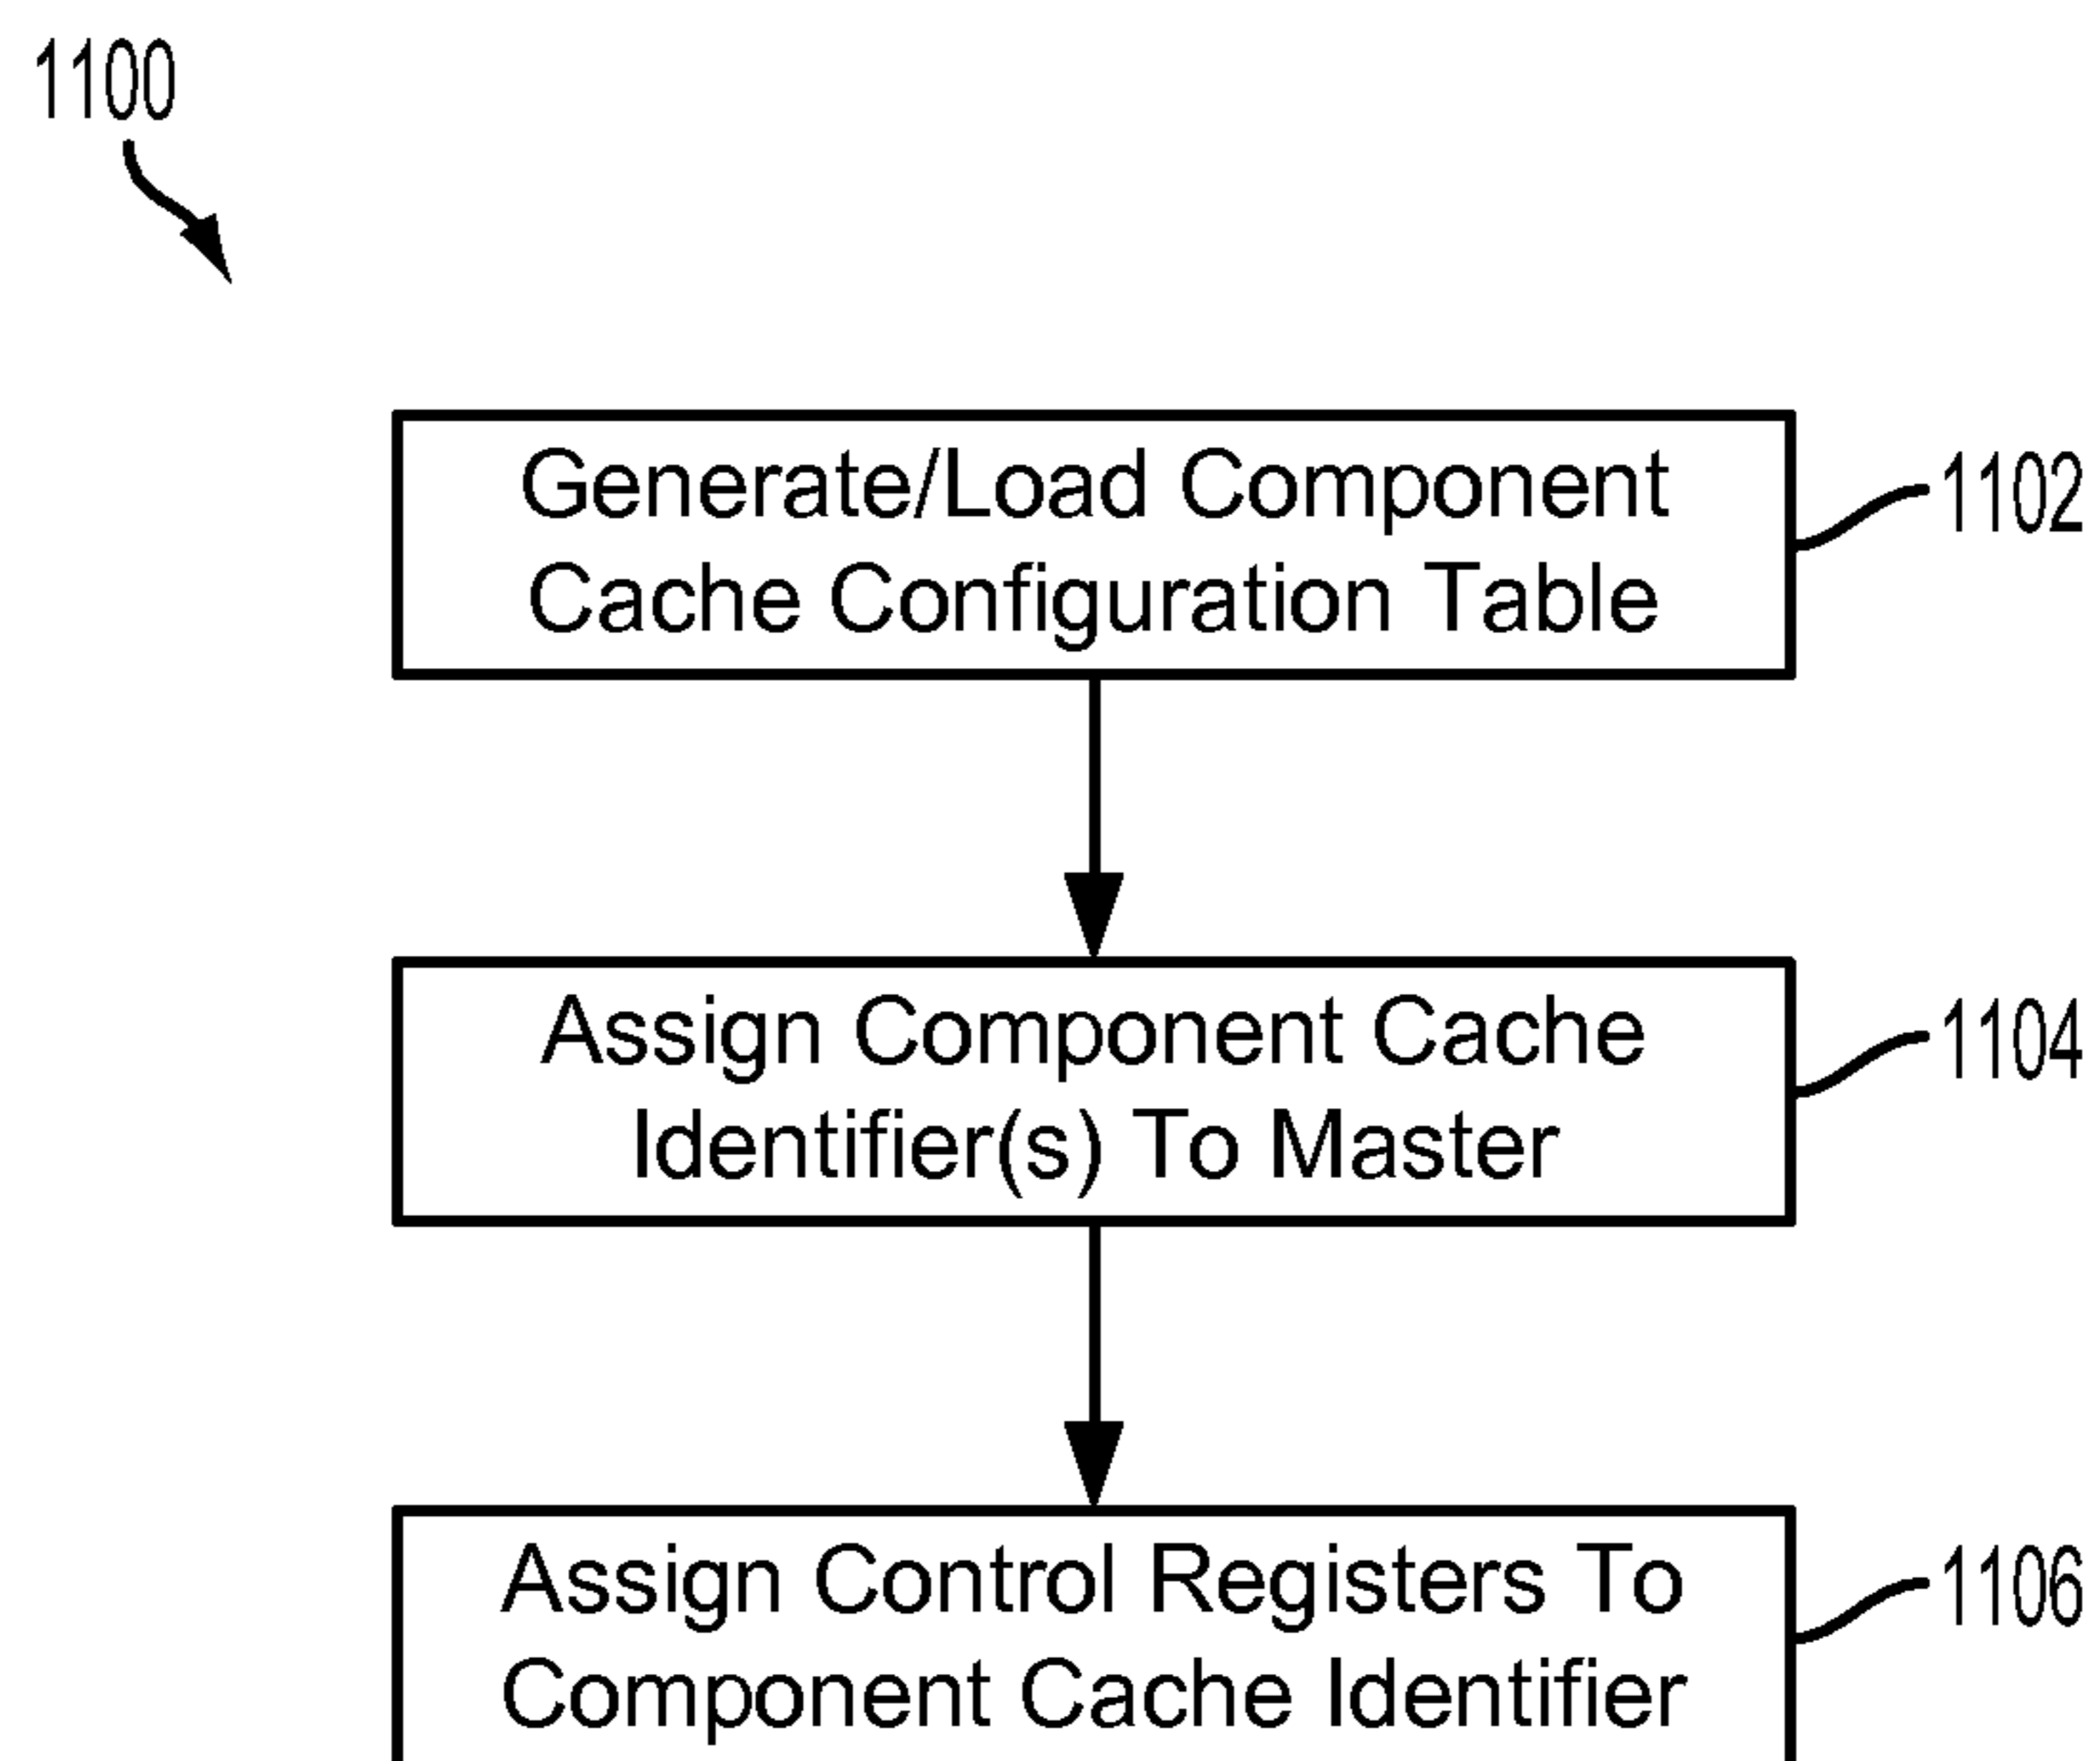 1100
Generate/Load Component
Cache Configuration Table
1102
Assign Component Cache
Identifier(s) To Master
1104
Assign Control Registers To
Component Cache Identifier
1106